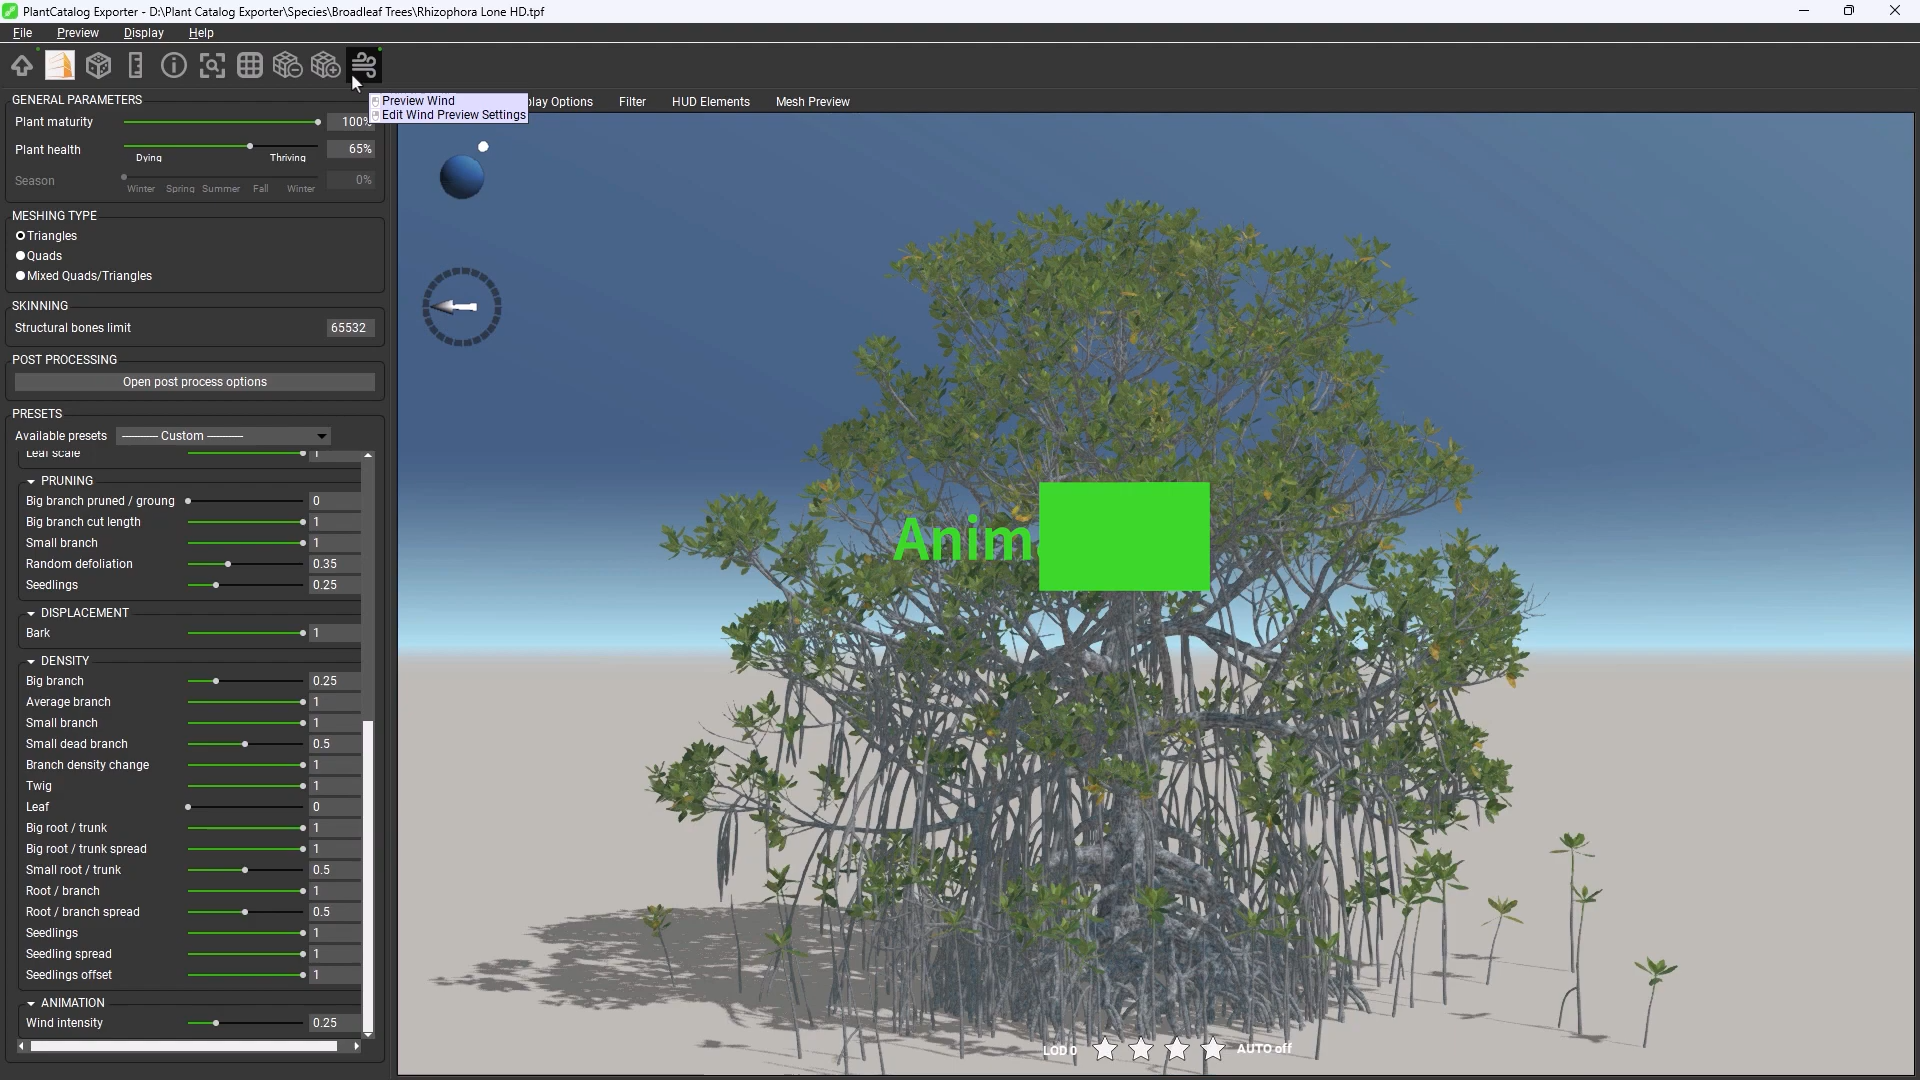 PlantCatalog Exporter - D:\Plant Catalog Exporter\Species\Broadleaf Trees\Rhizophora Lone HD.tpf
File Preview Display Help
Preview Wind
Edit Wind Preview Settings
Options Filter HUD Elements Mesh Preview
GENERAL PARAMETERS
Plant maturity 100%
Plant health 65%
Dying Thriving
Season 0%
Winter Spring Summer Fall Winter
MESHING TYPE
Triangles
Quads
Mixed Quads/Triangles
SKINNING
Structural bones limit 65532
POST PROCESSING
Open post process options
PRESETS
Available presets ——— Custom ———
Leaf scale 1
PRUNING
Big branch pruned / groung 0
Big branch cut length 1
Small branch 1
Random defoliation 0.35
Seedlings 0.25
DISPLACEMENT
Bark 1
DENSITY
Big branch 0.25
Average branch 1
Small branch 1
Small dead branch 0.5
Branch density change 1
Twig 1
Leaf 0
Big root / trunk 1
Big root / trunk spread 1
Small root / trunk 0.5
Root / branch 1
Root / branch spread 0.5
Seedlings 1
Seedling spread 1
Seedlings offset 1
ANIMATION
Wind intensity 0.25
Anim
LOD 0 AUTO off